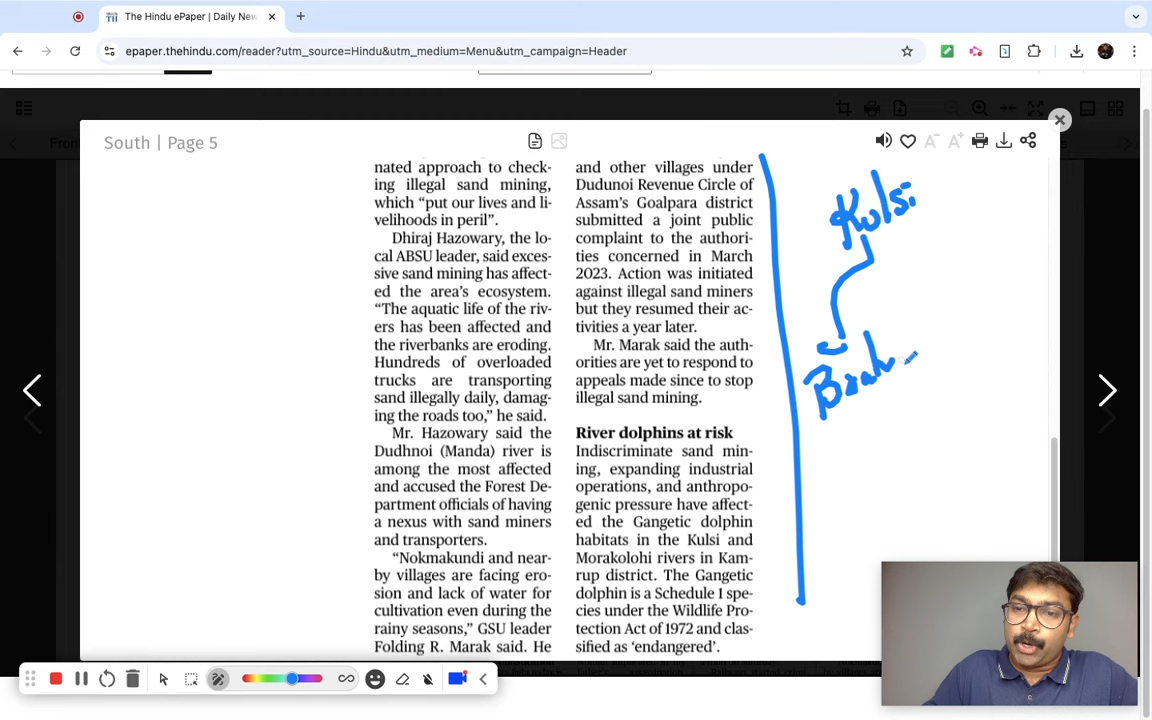 The Hindu ePaper | Daily New
epaper.thehindu.com/reader?utm_source=Hindu&utm_medium=Menu&utm_campaign=Header
South | Page 5
nated approach to check-
ing illegal sand mining,
which “put our lives and li-
velihoods in peril”.
Dhiraj Hazowary, the lo-
cal ABSU leader, said exces-
sive sand mining has affect-
ed the area’s ecosystem.
“The aquatic life of the riv-
ers has been affected and
the riverbanks are eroding.
Hundreds of overloaded
trucks are transporting
sand illegally daily, damag-
ing the roads too,” he said.
Mr. Hazowary said the
Dudhnoi (Manda) river is
among the most affected
and accused the Forest De-
partment officials of having
a nexus with sand miners
and transporters.
“Nokmakundi and near-
by villages are facing ero-
sion and lack of water for
cultivation even during the
rainy seasons,” GSU leader
Folding R. Marak said. He
and other villages under
Dudunoi Revenue Circle of
Assam’s Goalpara district
submitted a joint public
complaint to the authori-
ties concerned in March
2023. Action was initiated
against illegal sand miners
but they resumed their ac-
tivities a year later.
Mr. Marak said the auth-
orities are yet to respond to
appeals made since to stop
illegal sand mining.
River dolphins at risk
Indiscriminate sand min-
ing, expanding industrial
operations, and anthropo-
genic pressure have affect-
ed the Gangetic dolphin
habitats in the Kulsi and
Morakolohi rivers in Kam-
rup district. The Gangetic
dolphin is a Schedule 1 spe-
cies under the Wildlife Pro-
tection Act of 1972 and clas-
sified as ‘endangered’.
Kulsi
Brah